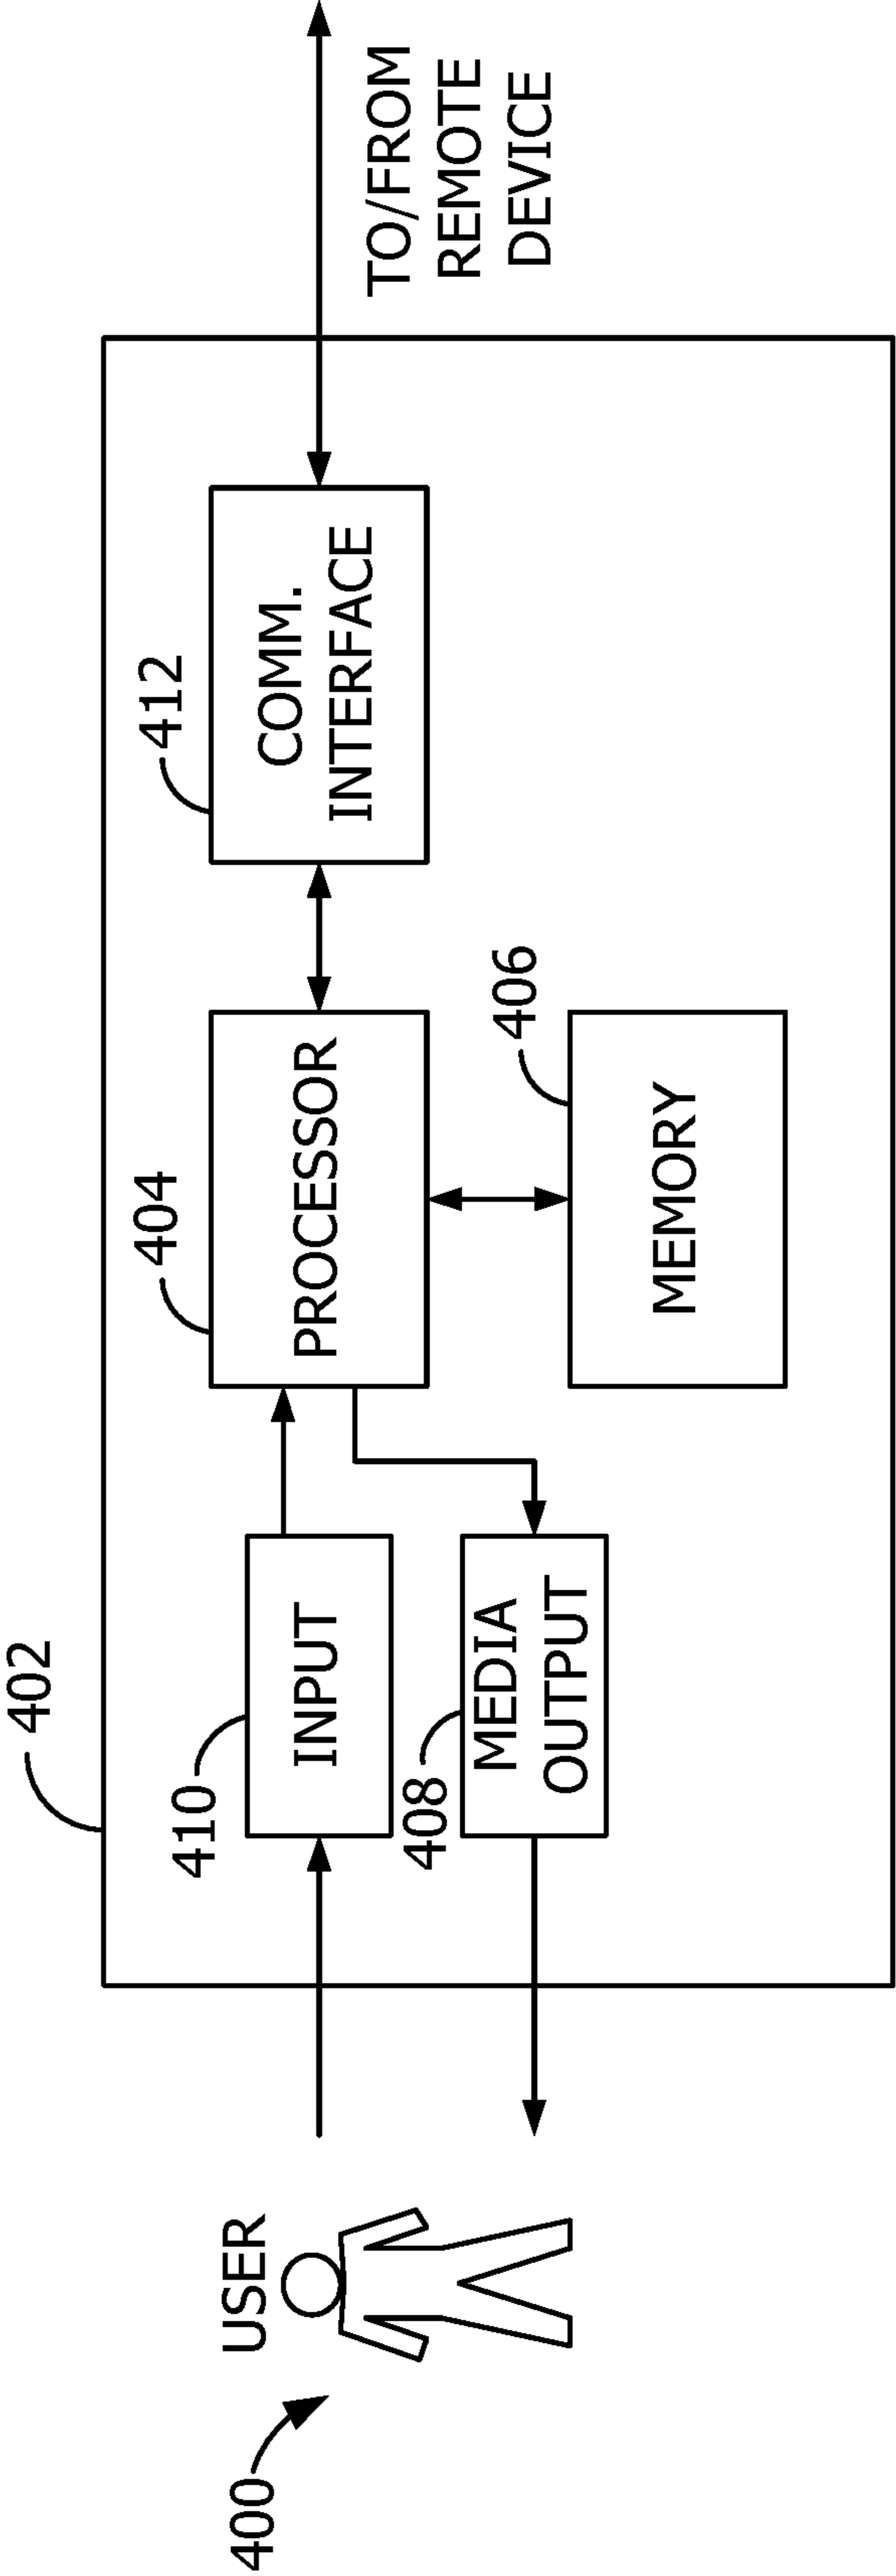 402
404
412
410
INPUT
PROCESSOR
COMM.
INTERFACE
USER
408
MEDIA
OUTPUT
406
MEMORY
TO/FROM
REMOTE
DEVICE
400